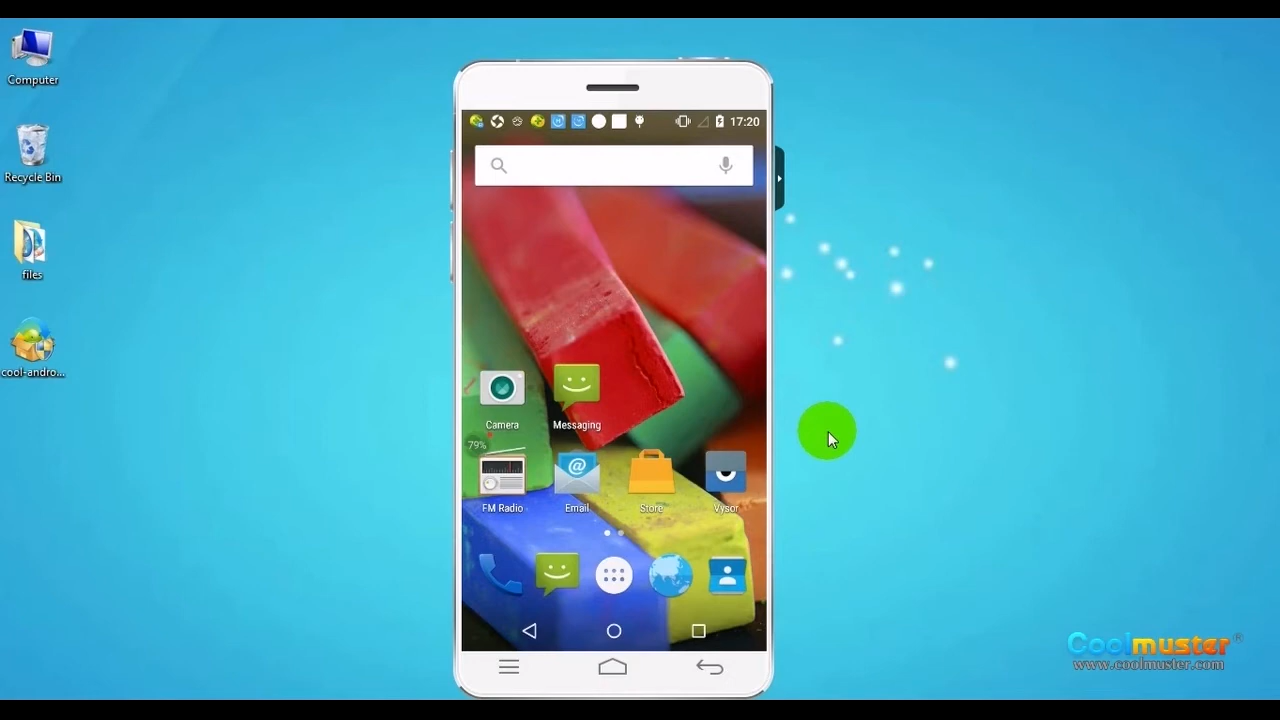 Computer
Recycle Bin
files
cool-andro...
17:20
Camera
Messaging
79%
FM Radio
Email
Store
Vysor
Coolmuster®
www.coolmuster.com